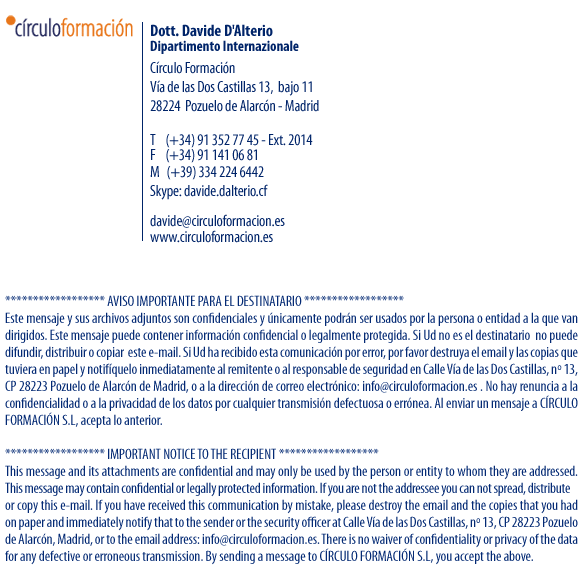 círculoformación
Dott. Davide D'Alterio
Dipartimento Internazionale
Círculo Formación
Vía de las Dos Castillas 13, bajo 11
28224 Pozuelo de Alarcón - Madrid
T (+34) 91 352 77 45 - Ext. 2014
F (+34) 91 141 06 81
M (+39) 334 224 6442
Skype: davide.dalterio.cf
davide@circuloformacion.es
www.circuloformacion.es
****************** AVISO IMPORTANTE PARA EL DESTINATARIO ******************
Este mensaje y sus archivos adjuntos son confidenciales y únicamente podrán ser usados por la persona o entidad a la que van
dirigidos. Este mensaje puede contener información confidencial o legalmente protegida. Si Ud no es el destinatario no puede
difundir, distribuir o copiar este e-mail. Si Ud ha recibido esta comunicación por error, por favor destruya el email y las copias que
tuviera en papel y notifíquelo inmediatamente al remitente o al responsable de seguridad en Calle Vía de las Dos Castillas, nº 13,
CP 28223 Pozuelo de Alarcón de Madrid, o a la dirección de correo electrónico: info@circuloformacion.es . No hay renuncia a la
confidencialidad o a la privacidad de los datos por cualquier transmisión defectuosa o errónea. Al enviar un mensaje a CÍRCULO
FORMACIÓN S.L, acepta lo anterior.
****************** IMPORTANT NOTICE TO THE RECIPIENT ******************
This message and its attachments are confidential and may only be used by the person or entity to whom they are addressed.
This message may contain confidential or legally protected information. If you are not the addressee you can not spread, distribute
or copy this e-mail. If you have received this communication by mistake, please destroy the email and the copies that you had
on paper and immediately notify that to the sender or the security officer at Calle Vía de las Dos Castillas, nº 13, CP 28223 Pozuelo
de Alarcón, Madrid, or to the email address: info@circuloformacion.es. There is no waiver of confidentiality or privacy of the data
for any defective or erroneous transmission. By sending a message to CÍRCULO FORMACIÓN S.L, you accept the above.